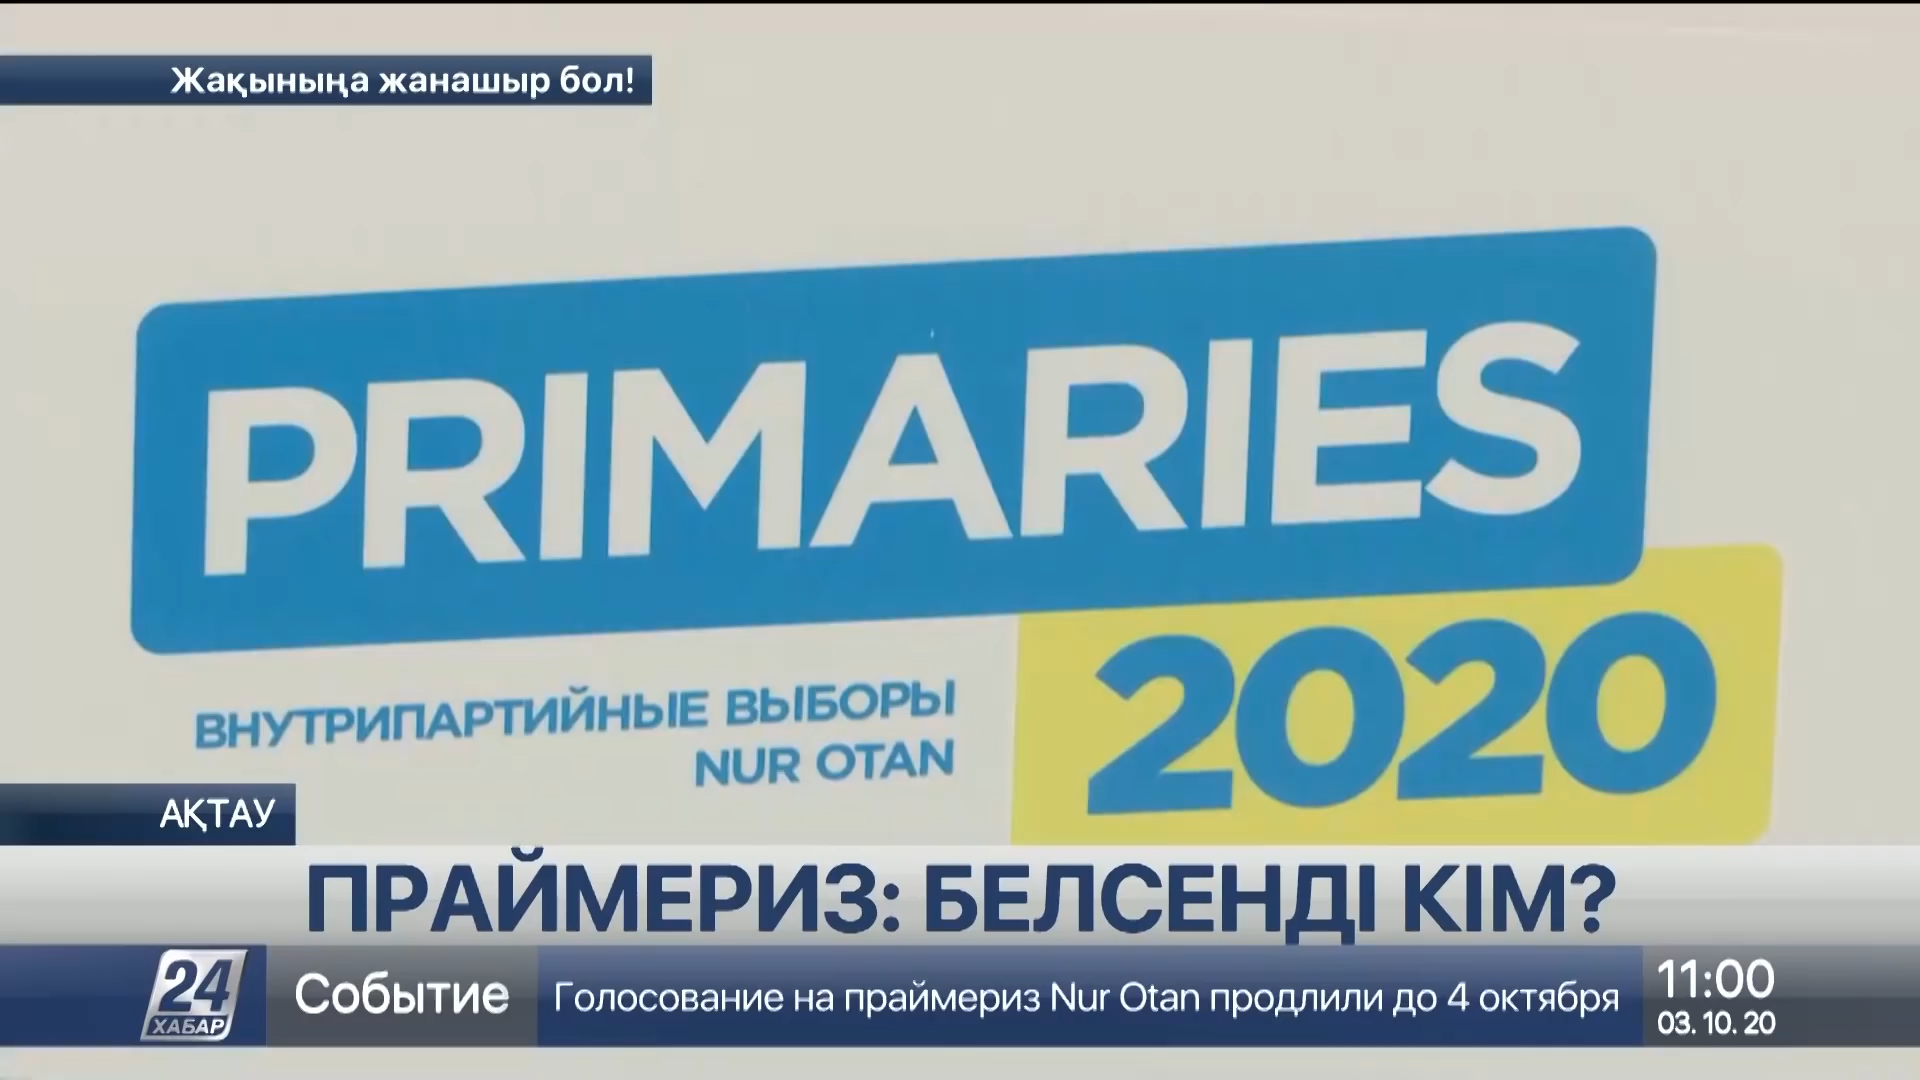 Жақыныңа жанашыр бол!
PRIMARIES
2020
ВНУТРИПАРТИЙНЫЕ ВЫБОРЫ
NUR OTAN
АҚТАУ
ПРАЙМЕРИЗ: БЕЛСЕНДІ КІМ?
24
ХАБАР
Событие
Голосование на праймериз Nur Otan продлили до 4 октября
11:00
03. 10. 20